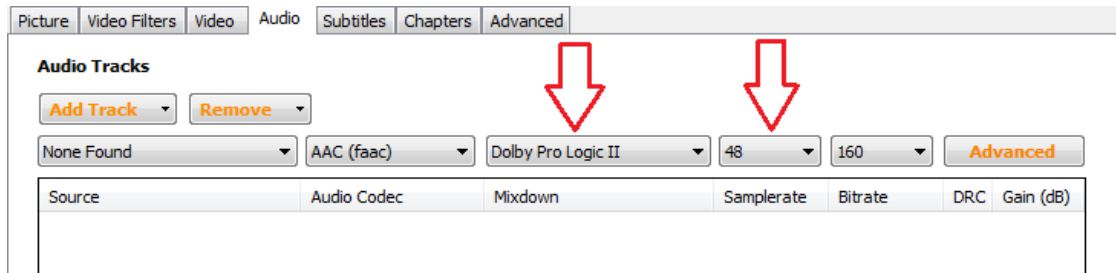 Picture Video Filters Video Audio Subtitles Chapters Advanced
Audio Tracks
Add Track Remove
None Found AAC (faac) Dolby Pro Logic II 48 160 Advanced
Source Audio Codec Mixdown Samplerate Bitrate DRC Gain (dB)